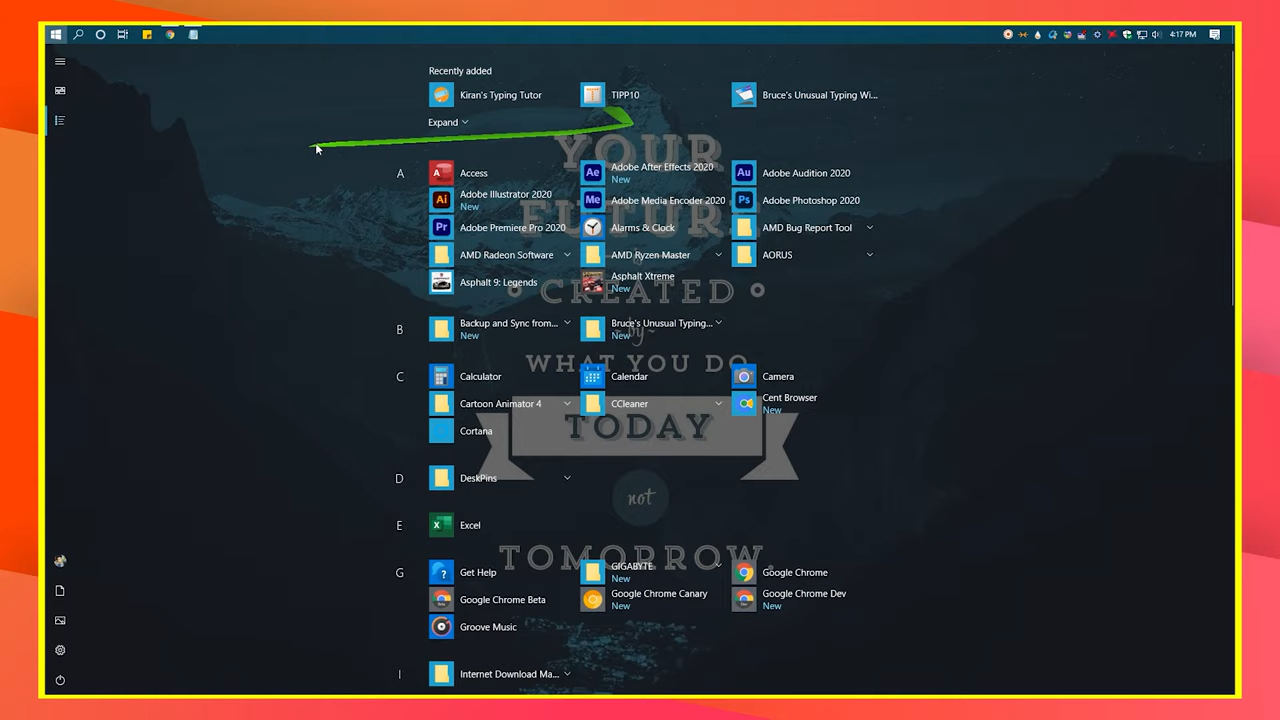 4:17 PM
Recently added
Kiran's Typing Tutor
TIPP10
Bruce's Unusual Typing Wi...
Expand
YOUR
A
Access
Adobe After Effects 2020
New
Adobe Audition 2020
Adobe Illustrator 2020
New
Adobe Media Encoder 2020
Adobe Photoshop 2020
FUTURE
Adobe Premiere Pro 2020
Alarms & Clock
AMD Bug Report Tool
AMD Radeon Software
AMD Ryzen Master
AORUS
Asphalt 9: Legends
Asphalt Xtreme
New
CREATED
B
Backup and Sync from...
New
Bruce's Unusual Typing...
New
by
WHAT YOU DO
C
Calculator
Calendar
Camera
Cartoon Animator 4
CCleaner
Cent Browser
New
TODAY
Cortana
D
DeskPins
not
E
Excel
TOMORROW
G
Get Help
GIGABYTE
New
Google Chrome
Google Chrome Beta
Google Chrome Canary
New
Google Chrome Dev
New
Groove Music
I
Internet Download Ma...